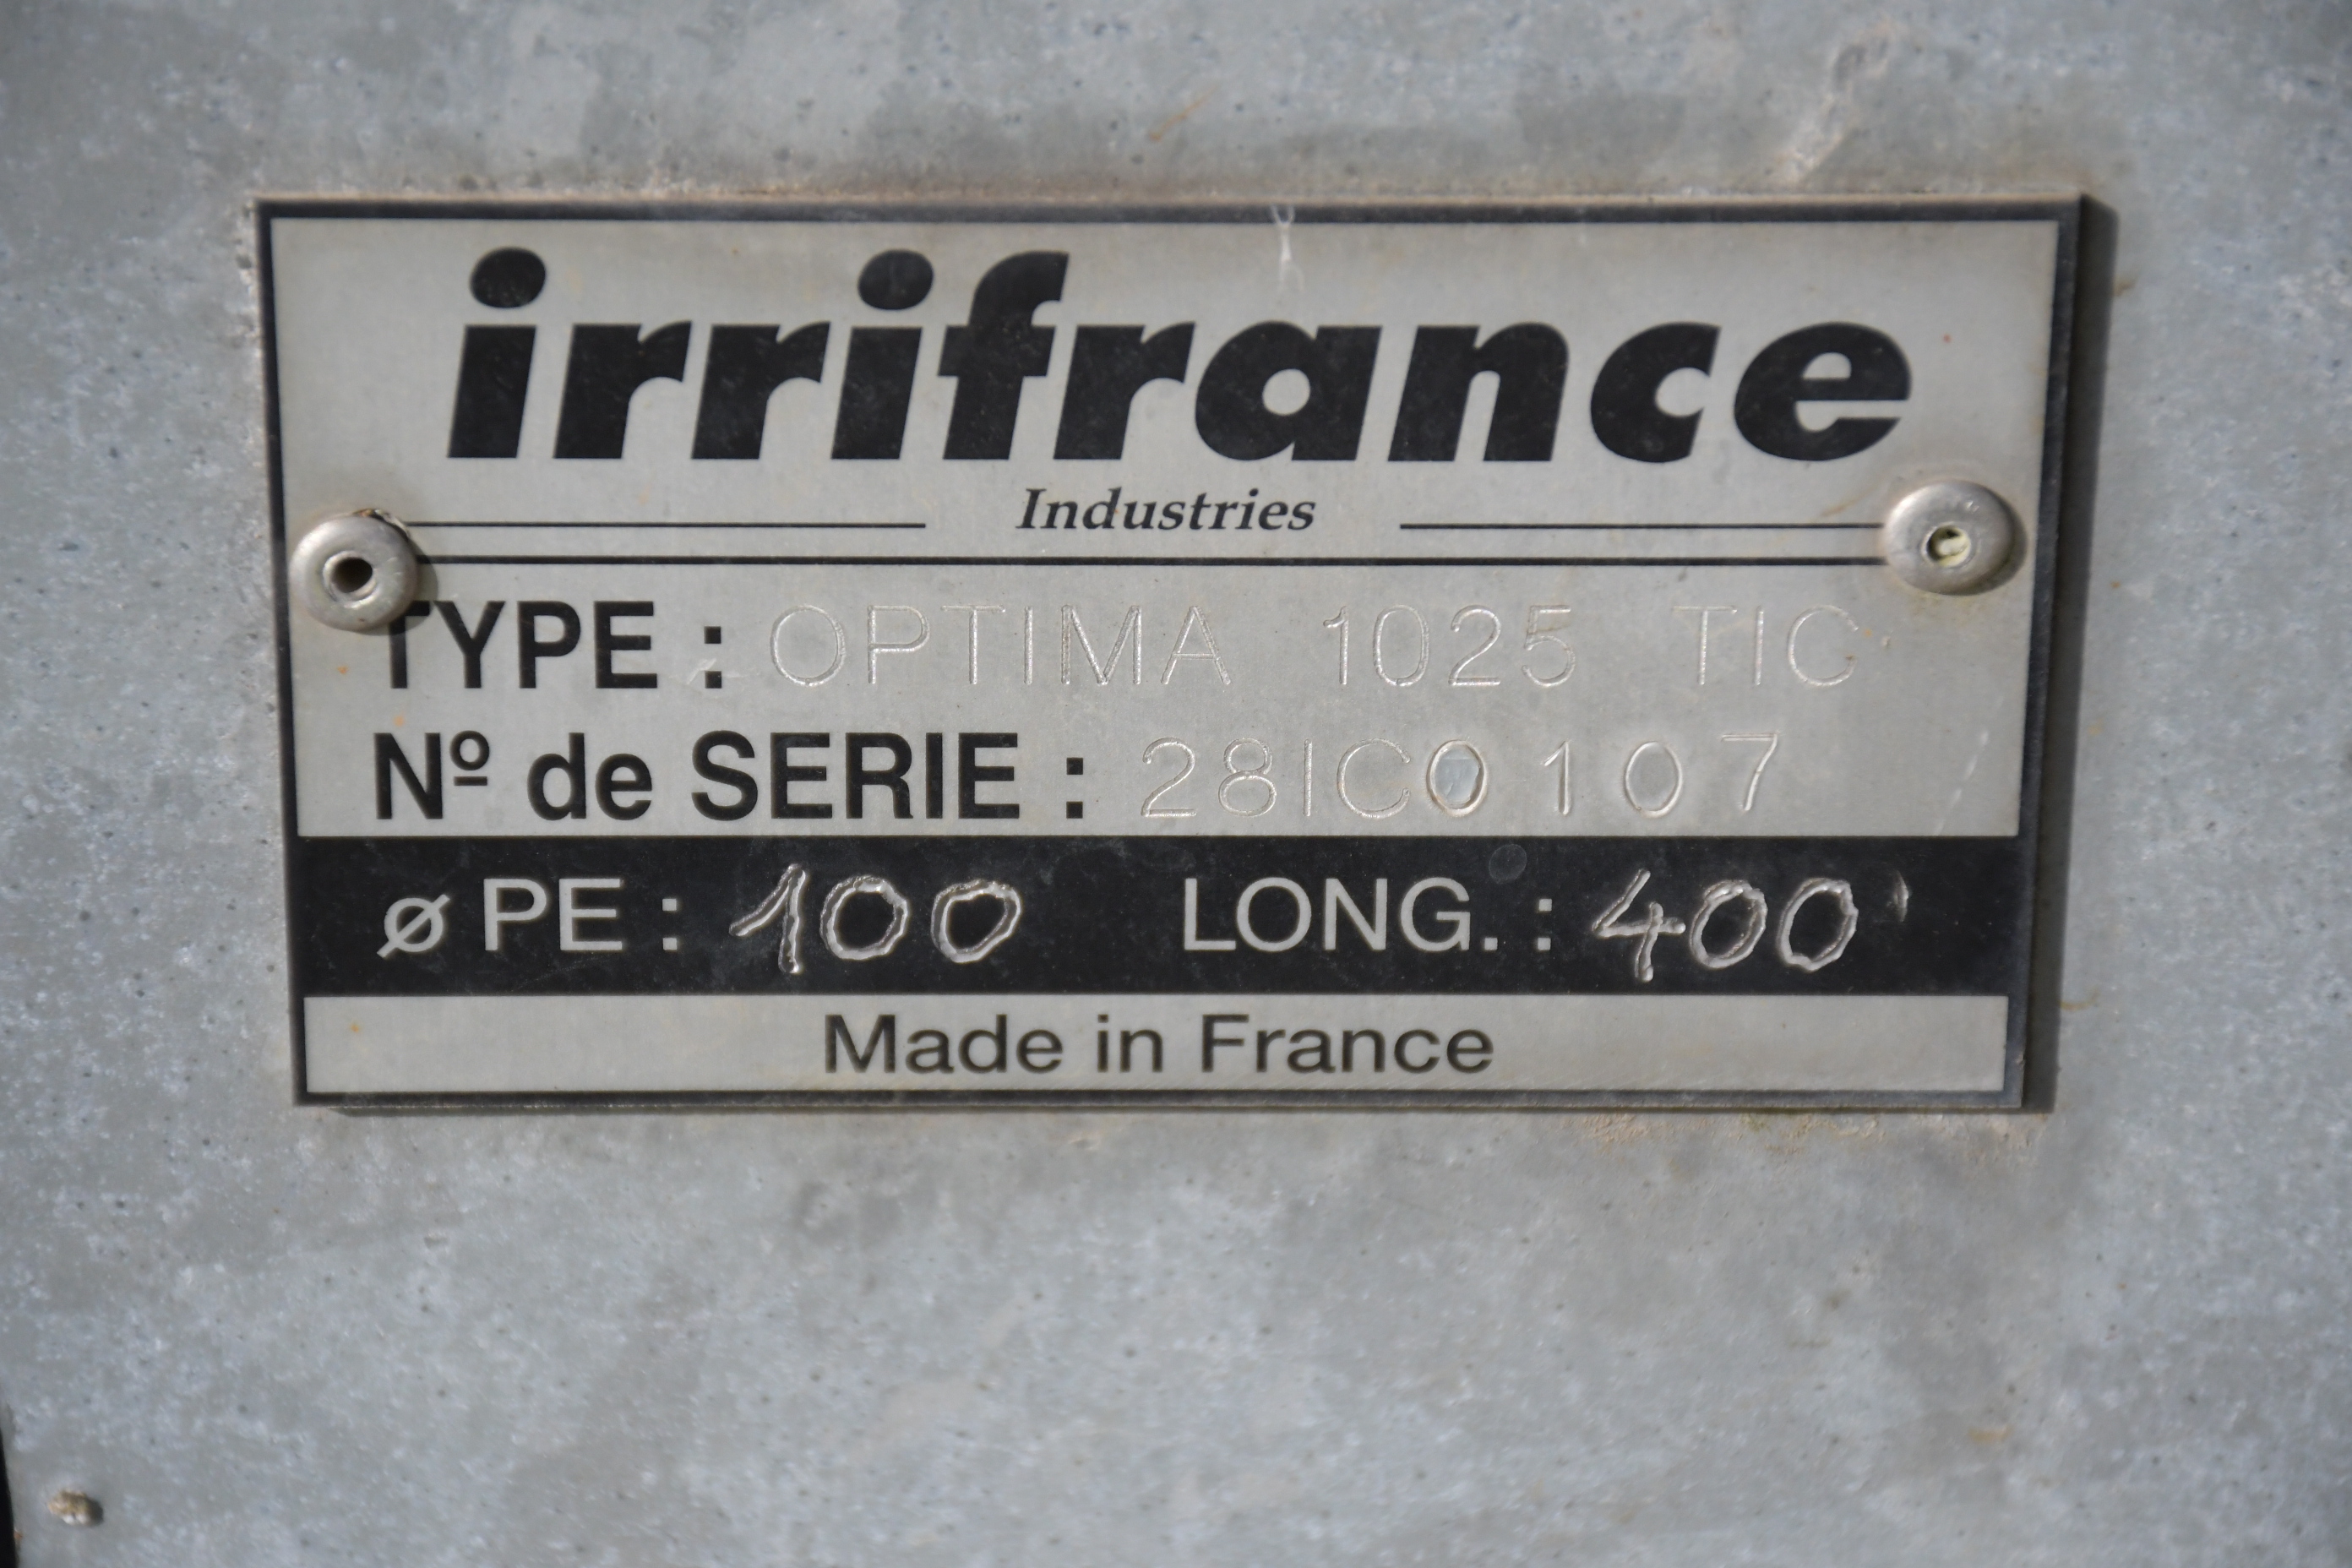 irrifrance
Industries
TYPE : OPTIMA 1025 TIC
Nº de SERIE : 28IC0107
ø PE : 100 LONG. : 400
Made in France